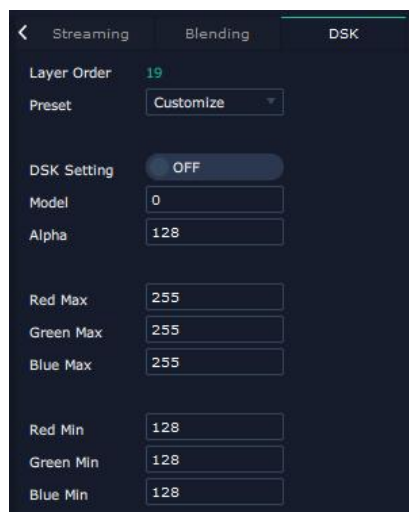 Streaming Blending DSK
Layer Order 19
Preset Customize
DSK Setting OFF
Model 0
Alpha 128
Red Max 255
Green Max 255
Blue Max 255
Red Min 128
Green Min 128
Blue Min 128